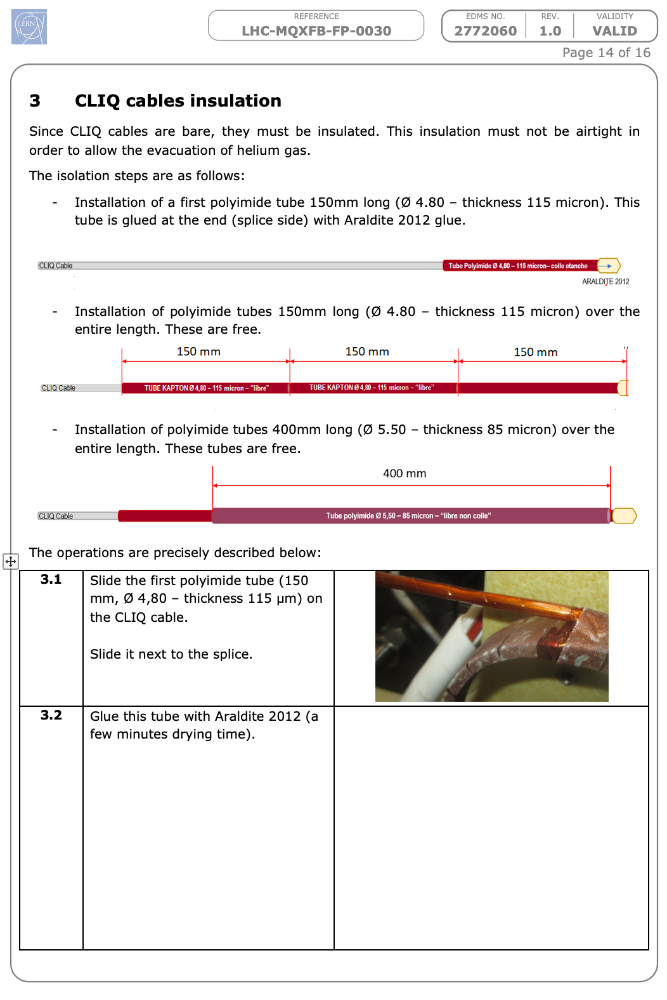 CERN
REFERENCE
LHC-MQXFB-FP-0030
EDMS NO.
2772060
REV.
1.0
VALIDITY
VALID
Page 14 of 16
3 CLIQ cables insulation
Since CLIQ cables are bare, they must be insulated. This insulation must not be airtight in
order to allow the evacuation of helium gas.
The isolation steps are as follows:
- Installation of a first polyimide tube 150mm long (Ø 4.80 – thickness 115 micron). This
tube is glued at the end (splice side) with Araldite 2012 glue.
CLIQ Cable
Tube Polyimide Ø 4,80 – 115 micron– colle etanche
ARALDITE 2012
- Installation of polyimide tubes 150mm long (Ø 4.80 – thickness 115 micron) over the
entire length. These are free.
150 mm 150 mm 150 mm
CLIQ Cable
TUBE KAPTON Ø 4,80 – 115 micron – “libre”
TUBE KAPTON Ø 4,80 – 115 micron – “libre”
- Installation of polyimide tubes 400mm long (Ø 5.50 – thickness 85 micron) over the
entire length. These tubes are free.
400 mm
CLIQ Cable
Tube polyimide Ø 5,50 – 85 micron – “libre non colle”
The operations are precisely described below:
3.1
Slide the first polyimide tube (150
mm, Ø 4,80 – thickness 115 µm) on
the CLIQ cable.
Slide it next to the splice.
3.2
Glue this tube with Araldite 2012 (a
few minutes drying time).